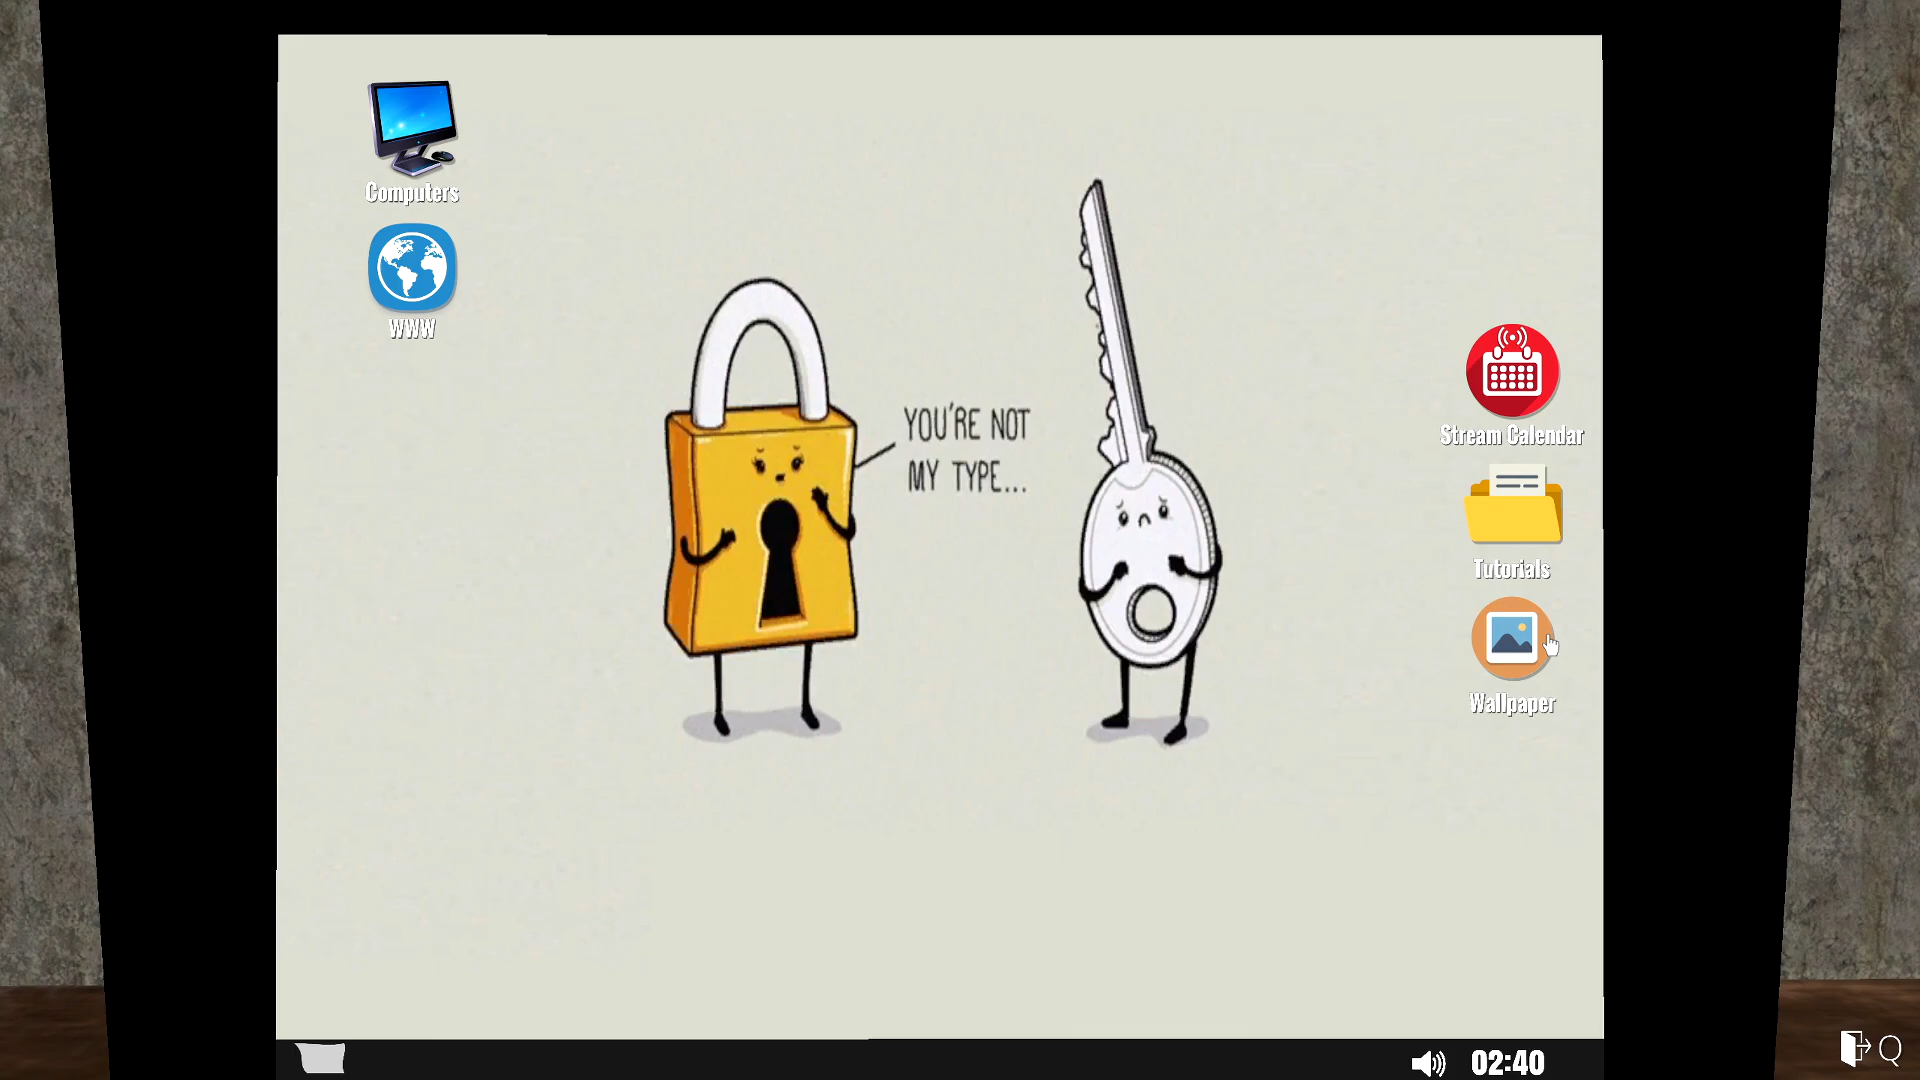 Computers
WWW
YOU'RE NOT
MY TYPE...
Stream Calendar
Tutorials
Wallpaper
02:40
Q